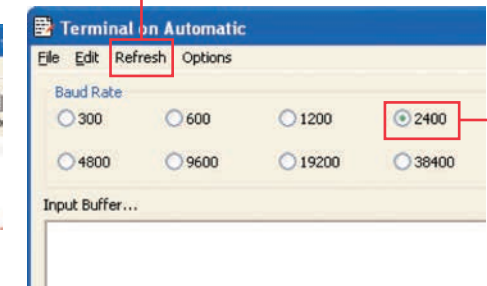 Terminal on Automatic
File Edit Refresh Options
Baud Rate
300 600 1200 2400
4800 9600 19200 38400
Input Buffer...